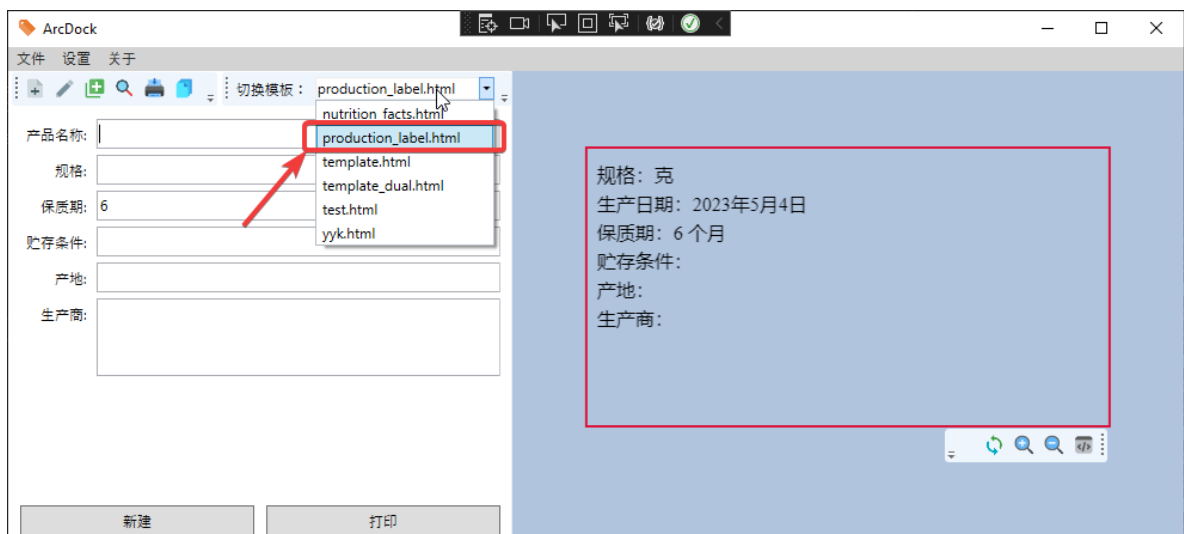 ArcDock
文件 设置 关于
切换模板： production_label.html
nutrition_facts.html
production_label.html
template.html
template_dual.html
test.html
yyk.html
产品名称:
规格:
保质期: 6
贮存条件:
产地:
生产商:
新建 打印
规格：克
生产日期：2023年5月4日
保质期：6 个月
贮存条件：
产地：
生产商：